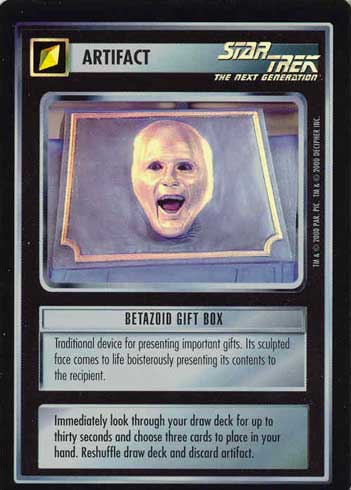 ARTIFACT
STAR TREK
THE NEXT GENERATION
TM & © 2000 PAR. PIC. TM & © 2000 DECIPHER INC.
BETAZOID GIFT BOX
Traditional device for presenting important gifts. Its sculpted
face comes to life boisterously presenting its contents to
the recipient.
Immediately look through your draw deck for up to
thirty seconds and choose three cards to place in your
hand. Reshuffle draw deck and discard artifact.